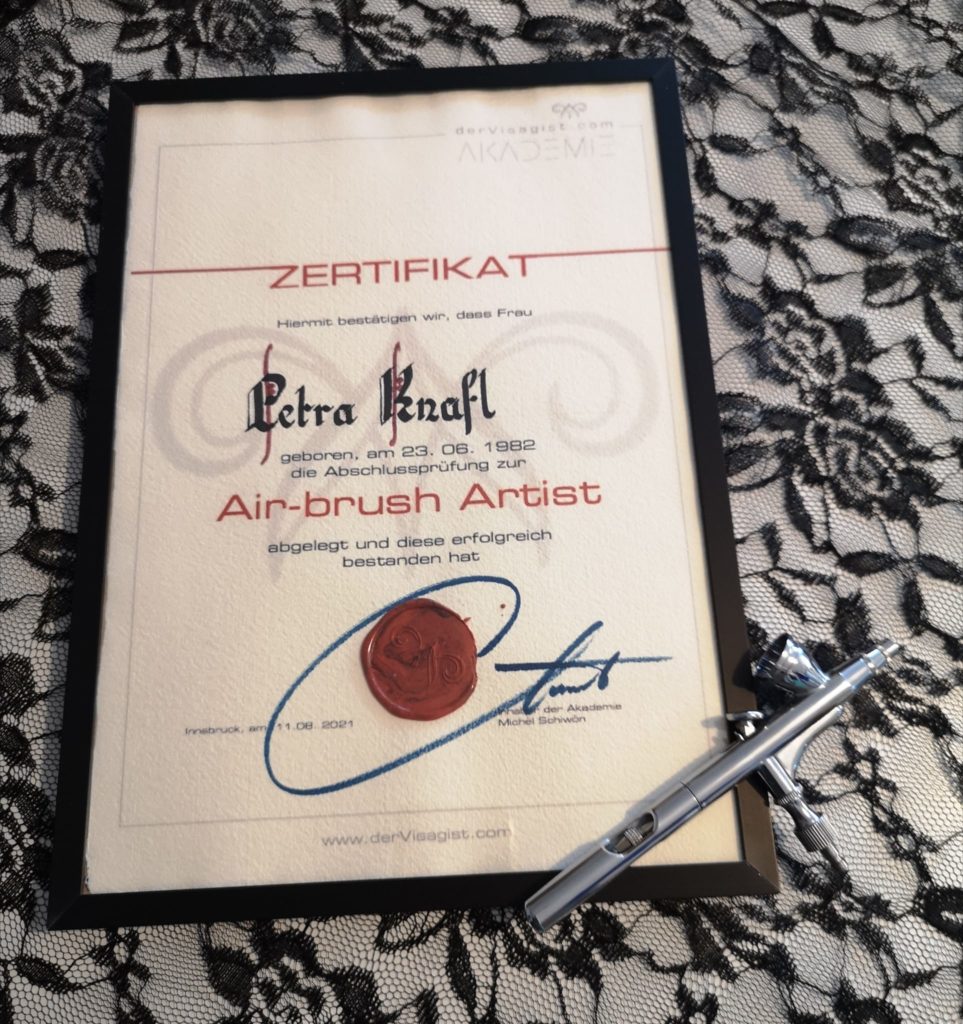 derVisagist.com
AKADEMIE
ZERTIFIKAT
Hiermit bestätigen wir, dass Frau
Petra Knafl
geboren, am 23. 06. 1982
die Abschlussprüfung zur
Air-brush Artist
abgelegt und diese erfolgreich
bestanden hat
Innsbruck, am 11.08. 2021
der Akademie
Michel Schiwön
www.derVisagist.com